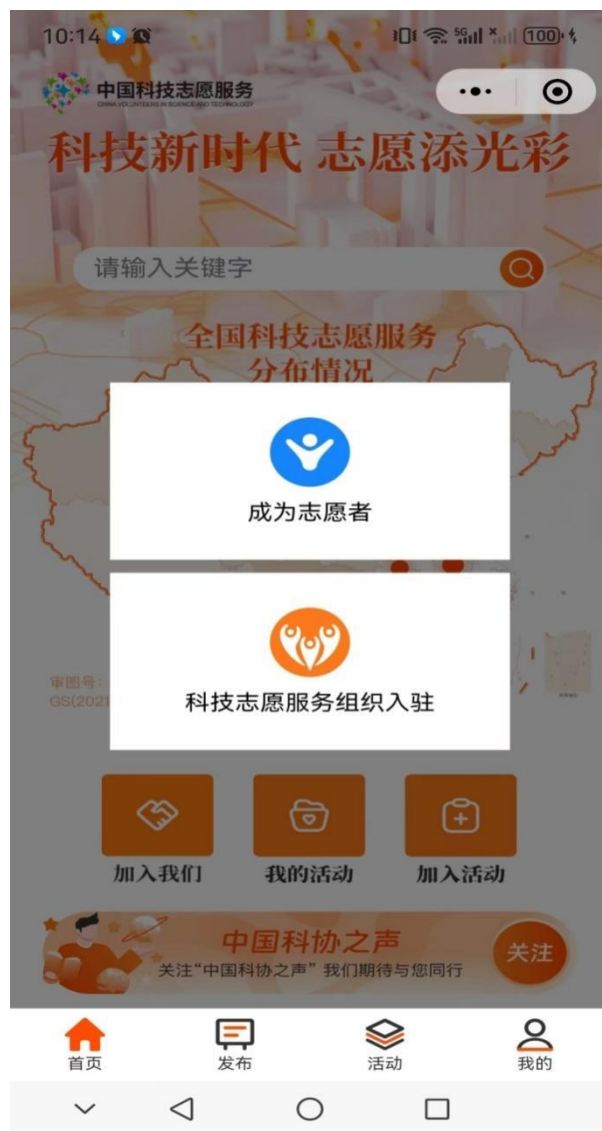 10:14
5G
100
中国科技志愿服务
CHINA VOLUNTEERS IN SCIENCE AND TECHNOLOGY
科技新时代 志愿添光彩
请输入关键字
全国科技志愿服务
分布情况
成为志愿者
科技志愿服务组织入驻
审图号:
GS(2021
加入我们
我的活动
加入活动
中国科协之声
关注“中国科协之声”我们期待与您同行
关注
首页
发布
活动
我的